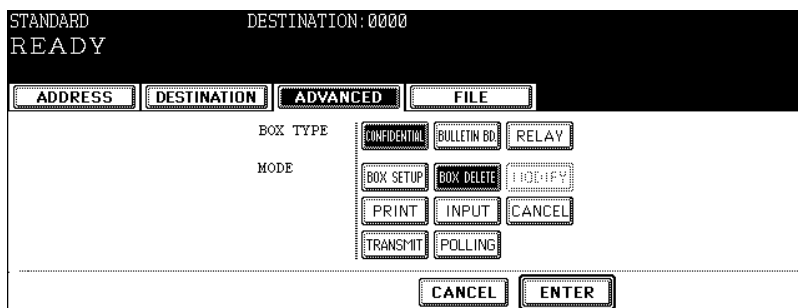 STANDARD DESTINATION:0000
READY
ADDRESS DESTINATION ADVANCED FILE
BOX TYPE CONFIDENTIAL BULLETIN BD. RELAY
MODE BOX SETUP BOX DELETE MODIFY
PRINT INPUT CANCEL
TRANSMIT POLLING
CANCEL ENTER